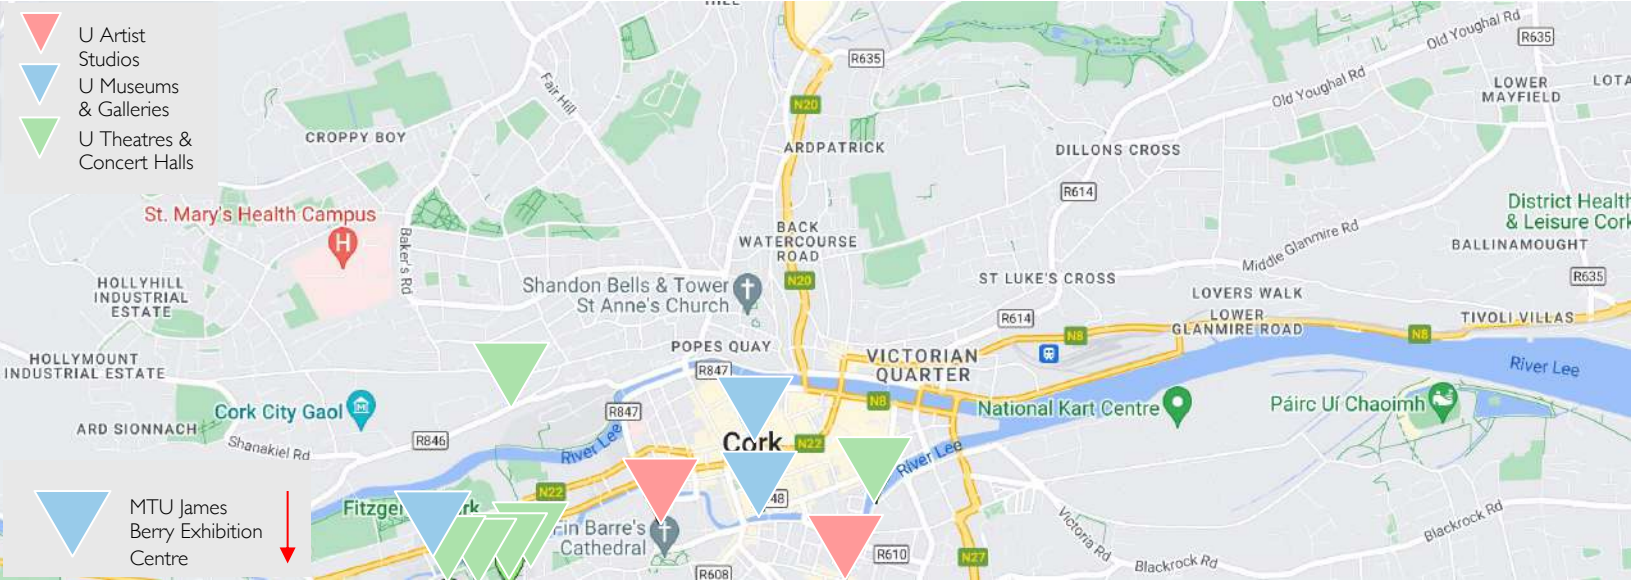 U Artist
Studios
U Museums
& Galleries
U Theatres &
Concert Halls
HILL
Old Youghal Rd
R635
R635
Fair Hill
LOWER
MAYFIELD
LOTA
Old Youghal Rd
N20
CROPPY BOY
ARDPATRICK
DILLONS CROSS
R614
St. Mary's Health Campus
H
District Health
& Leisure Cork
BACK
WATERCOURSE
ROAD
Middle Glanmire Rd
BALLINAMOUGHT
Baker's Rd
HOLLYHILL
INDUSTRIAL
ESTATE
Shandon Bells & Tower
St Anne's Church
N20
ST LUKE'S CROSS
R635
LOVERS WALK
R614
LOWER
GLANMIRE ROAD
TIVOLI VILLAS
N8
N8
HOLLYMOUNT
INDUSTRIAL ESTATE
POPES QUAY
VICTORIAN
QUARTER
R847
River Lee
Cork City Gaol
R847
N8
National Kart Centre
Páirc Uí Chaoimh
ARD SIONNACH
Shanakiel Rd
R846
River Lee
Cork
N22
River Lee
N22
MTU James
Berry Exhibition
Centre
Fitzge
rk
48
Fin Barre's
Cathedral
R610
Victoria Rd
Blackrock Rd
N27
Blackrock Rd
R608